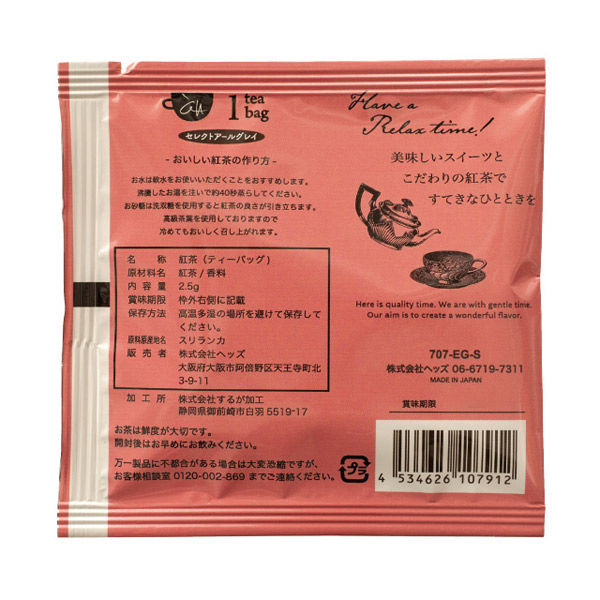 1 tea
bag
セレクトアールグレイ
- おいしい紅茶の作り方 -
お水は軟水をお使いいただくことをおすすめします。
沸騰したお湯を注いで約40秒蒸らしてください。
お砂糖は洗双糖を使用すると紅茶の良さが引き立ちます。
高級茶葉を使用しておりますので
冷めてもおいしく召し上がれます。
名 称 紅茶（ティーバッグ）
原材料名 紅茶 / 香料
内 容 量 2.5g
賞味期限 枠外右側に記載
保存方法 高温多湿の場所を避けて保存して
ください。
原料原産地名 スリランカ
販 売 者 株式会社ヘッズ
大阪府大阪市阿倍野区天王寺町北
3-9-11
加 工 所 株式会社するが加工
静岡県御前崎市白羽 5519-17
お茶は鮮度が大切です。
開封後はお早めにお飲みください。
万一製品に不都合がある場合は大変恐縮ですが、
お客様相談室 0120-002-869 までご連絡ください。
Have a
Relax time!
美味しいスイーツと
こだわりの紅茶で
すてきなひとときを
Here is quality time. We are with gentle time.
Our aim is to create a wonderful flavor.
707-EG-S
株式会社ヘッズ 06-6719-7311
MADE IN JAPAN
賞味期限
プラ
4 534626 107912